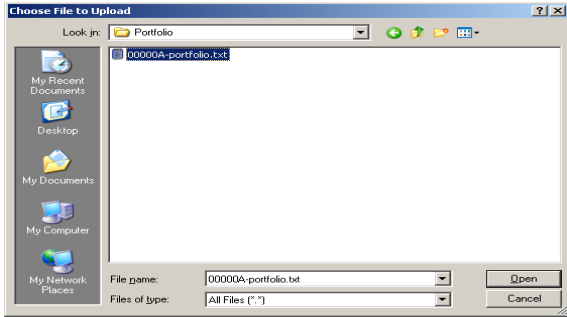 Choose File to Upload
Look in:
Portfolio
00000A-portfolio.txt
My Recent
Documents
Desktop
My Documents
My Computer
My Network
Places
File name:
00000A-portfolio.txt
Open
Files of type:
All Files (*.*)
Cancel